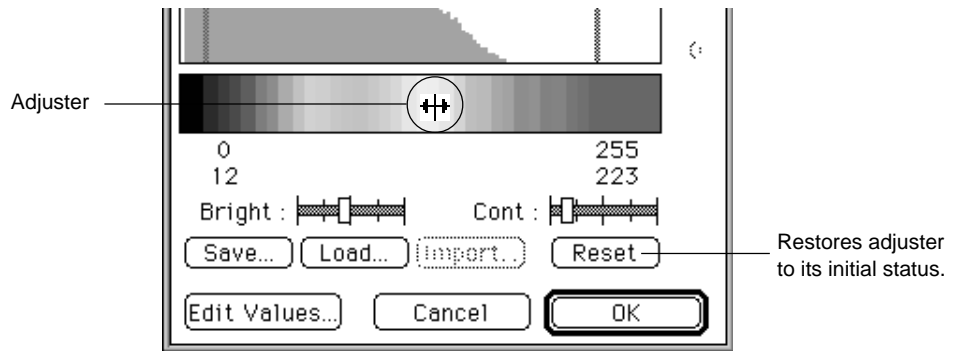 Adjuster
0 255
12 223
Bright : Cont :
Save... Load... Import... Reset
Restores adjuster
to its initial status.
Edit Values... Cancel OK